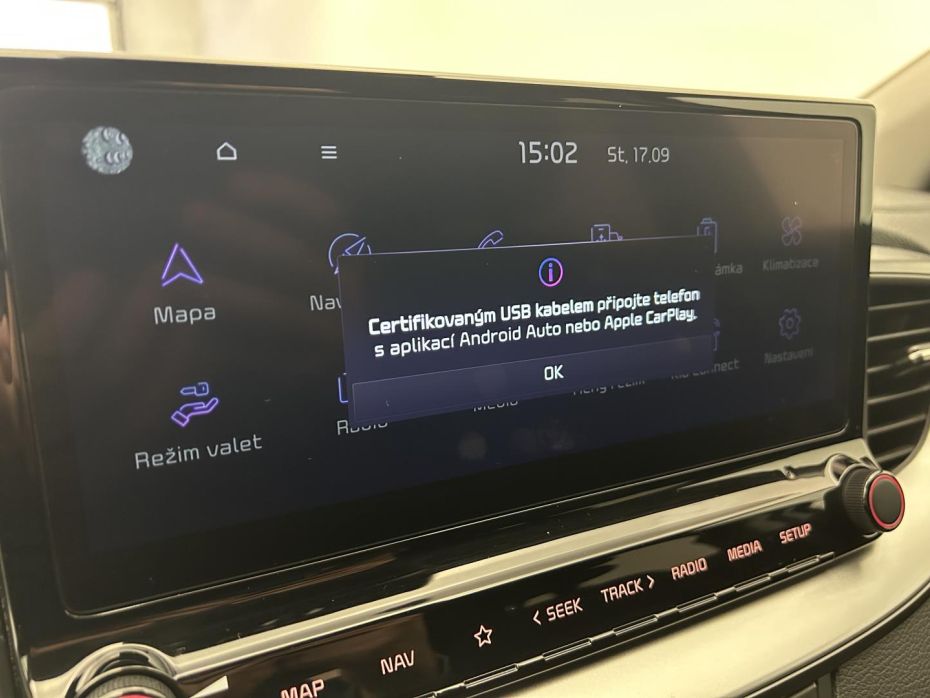 15:02 St, 17.09
Mapa
Certifikovaným USB kabelem připojte telefon
s aplikací Android Auto nebo Apple CarPlay.
OK
Klimatizace
Režim valet
Nastavení
MAP NAV < SEEK TRACK > RADIO MEDIA SETUP